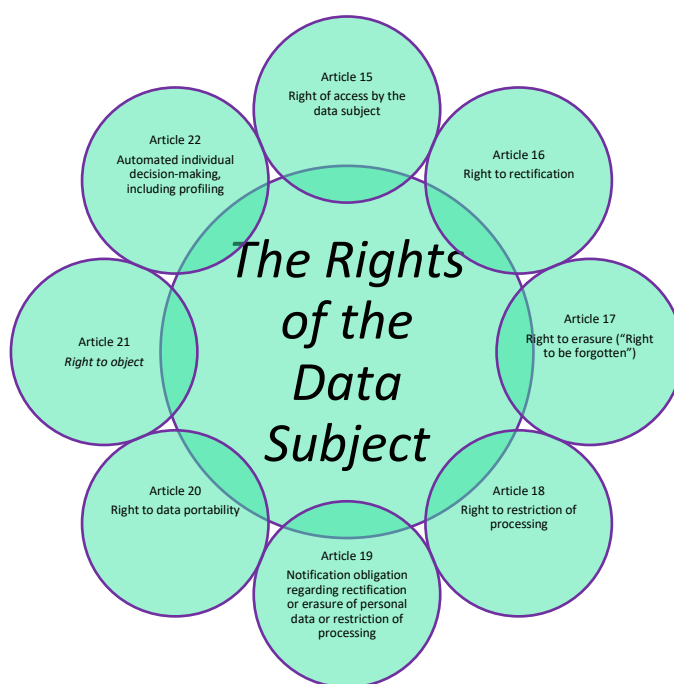 Article 15
Right of access by the
data subject
Article 16
Right to rectification
Article 17
Right to erasure (“Right
to be forgotten”)
Article 18
Right to restriction of
processing
Article 19
Notification obligation
regarding rectification
or erasure of personal
data or restriction of
processing
Article 20
Right to data portability
Article 21
Right to object
Article 22
Automated individual
decision-making,
including profiling
The Rights
of the
Data
Subject